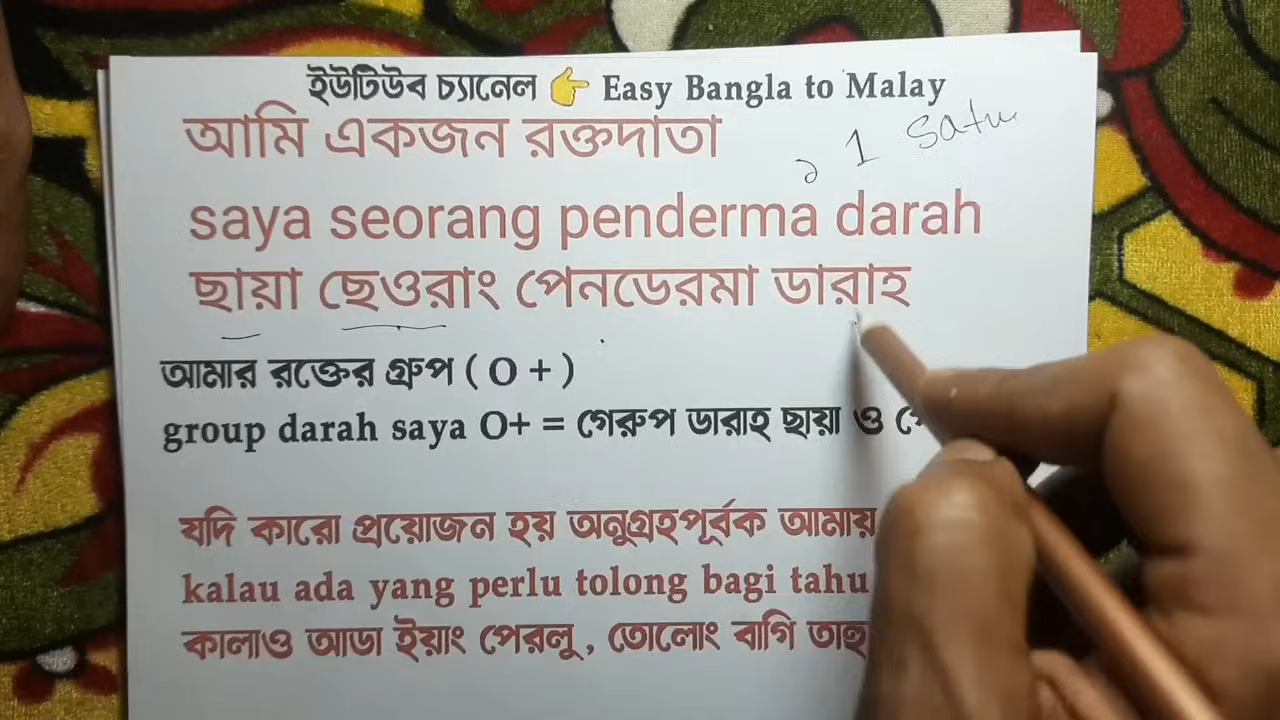 ইউটিউব চ্যানেল 👉 Easy Bangla to Malay
আমি একজন রক্তদাতা
১ 1 satu
saya seorang penderma darah
ছায়া ছেওরাং পেনডেরমা ডারাহ
আমার রক্তের গ্রুপ ( O + )
group darah saya O+ = গেরুপ ডারাহ ছায়া ও
যদি কারো প্রয়োজন হয় অনুগ্রহপূর্বক আমায়
kalau ada yang perlu tolong bagi tahu
কালাও আডা ইয়াং পেরলু , তোলোং বাগি তাহু